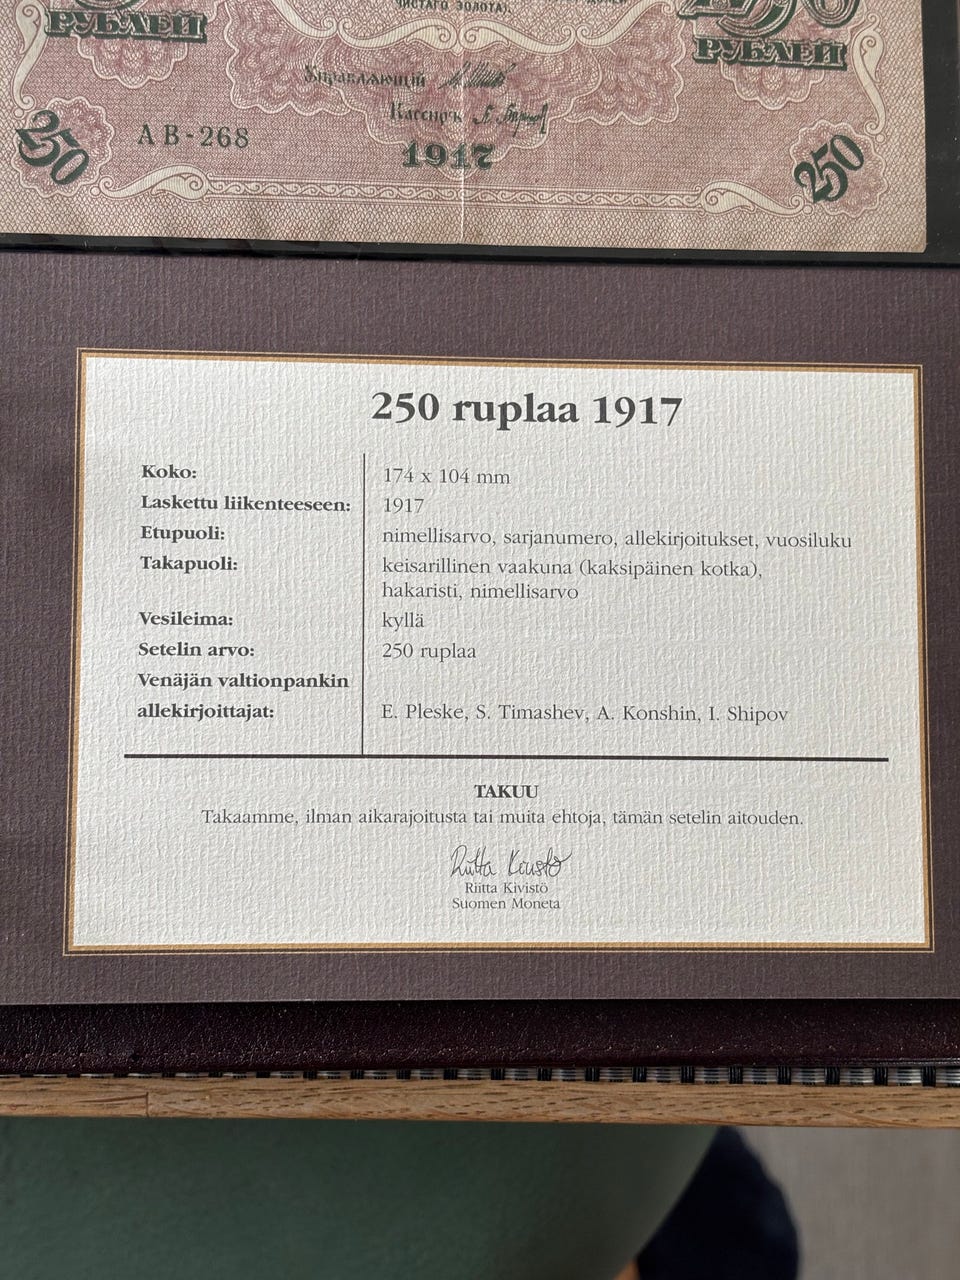 ЧИСТАГО ЗОЛОТА).
РУБЛЕЙ
250
РУБЛЕЙ
Управляющій
Кассиръ
250
АВ-268
1917
250
250 ruplaa 1917
Koko: 174 x 104 mm
Laskettu liikenteeseen: 1917
Etupuoli: nimellisarvo, sarjanumero, allekirjoitukset, vuosiluku
Takapuoli: keisarillinen vaakuna (kaksipäinen kotka),
hakaristi, nimellisarvo
Vesileima: kyllä
Setelin arvo: 250 ruplaa
Venäjän valtionpankin
allekirjoittajat: E. Pleske, S. Timashev, A. Konshin, I. Shipov
TAKUU
Takaamme, ilman aikarajoitusta tai muita ehtoja, tämän setelin aitouden.
Riitta Kivistö
Riitta Kivistö
Suomen Moneta